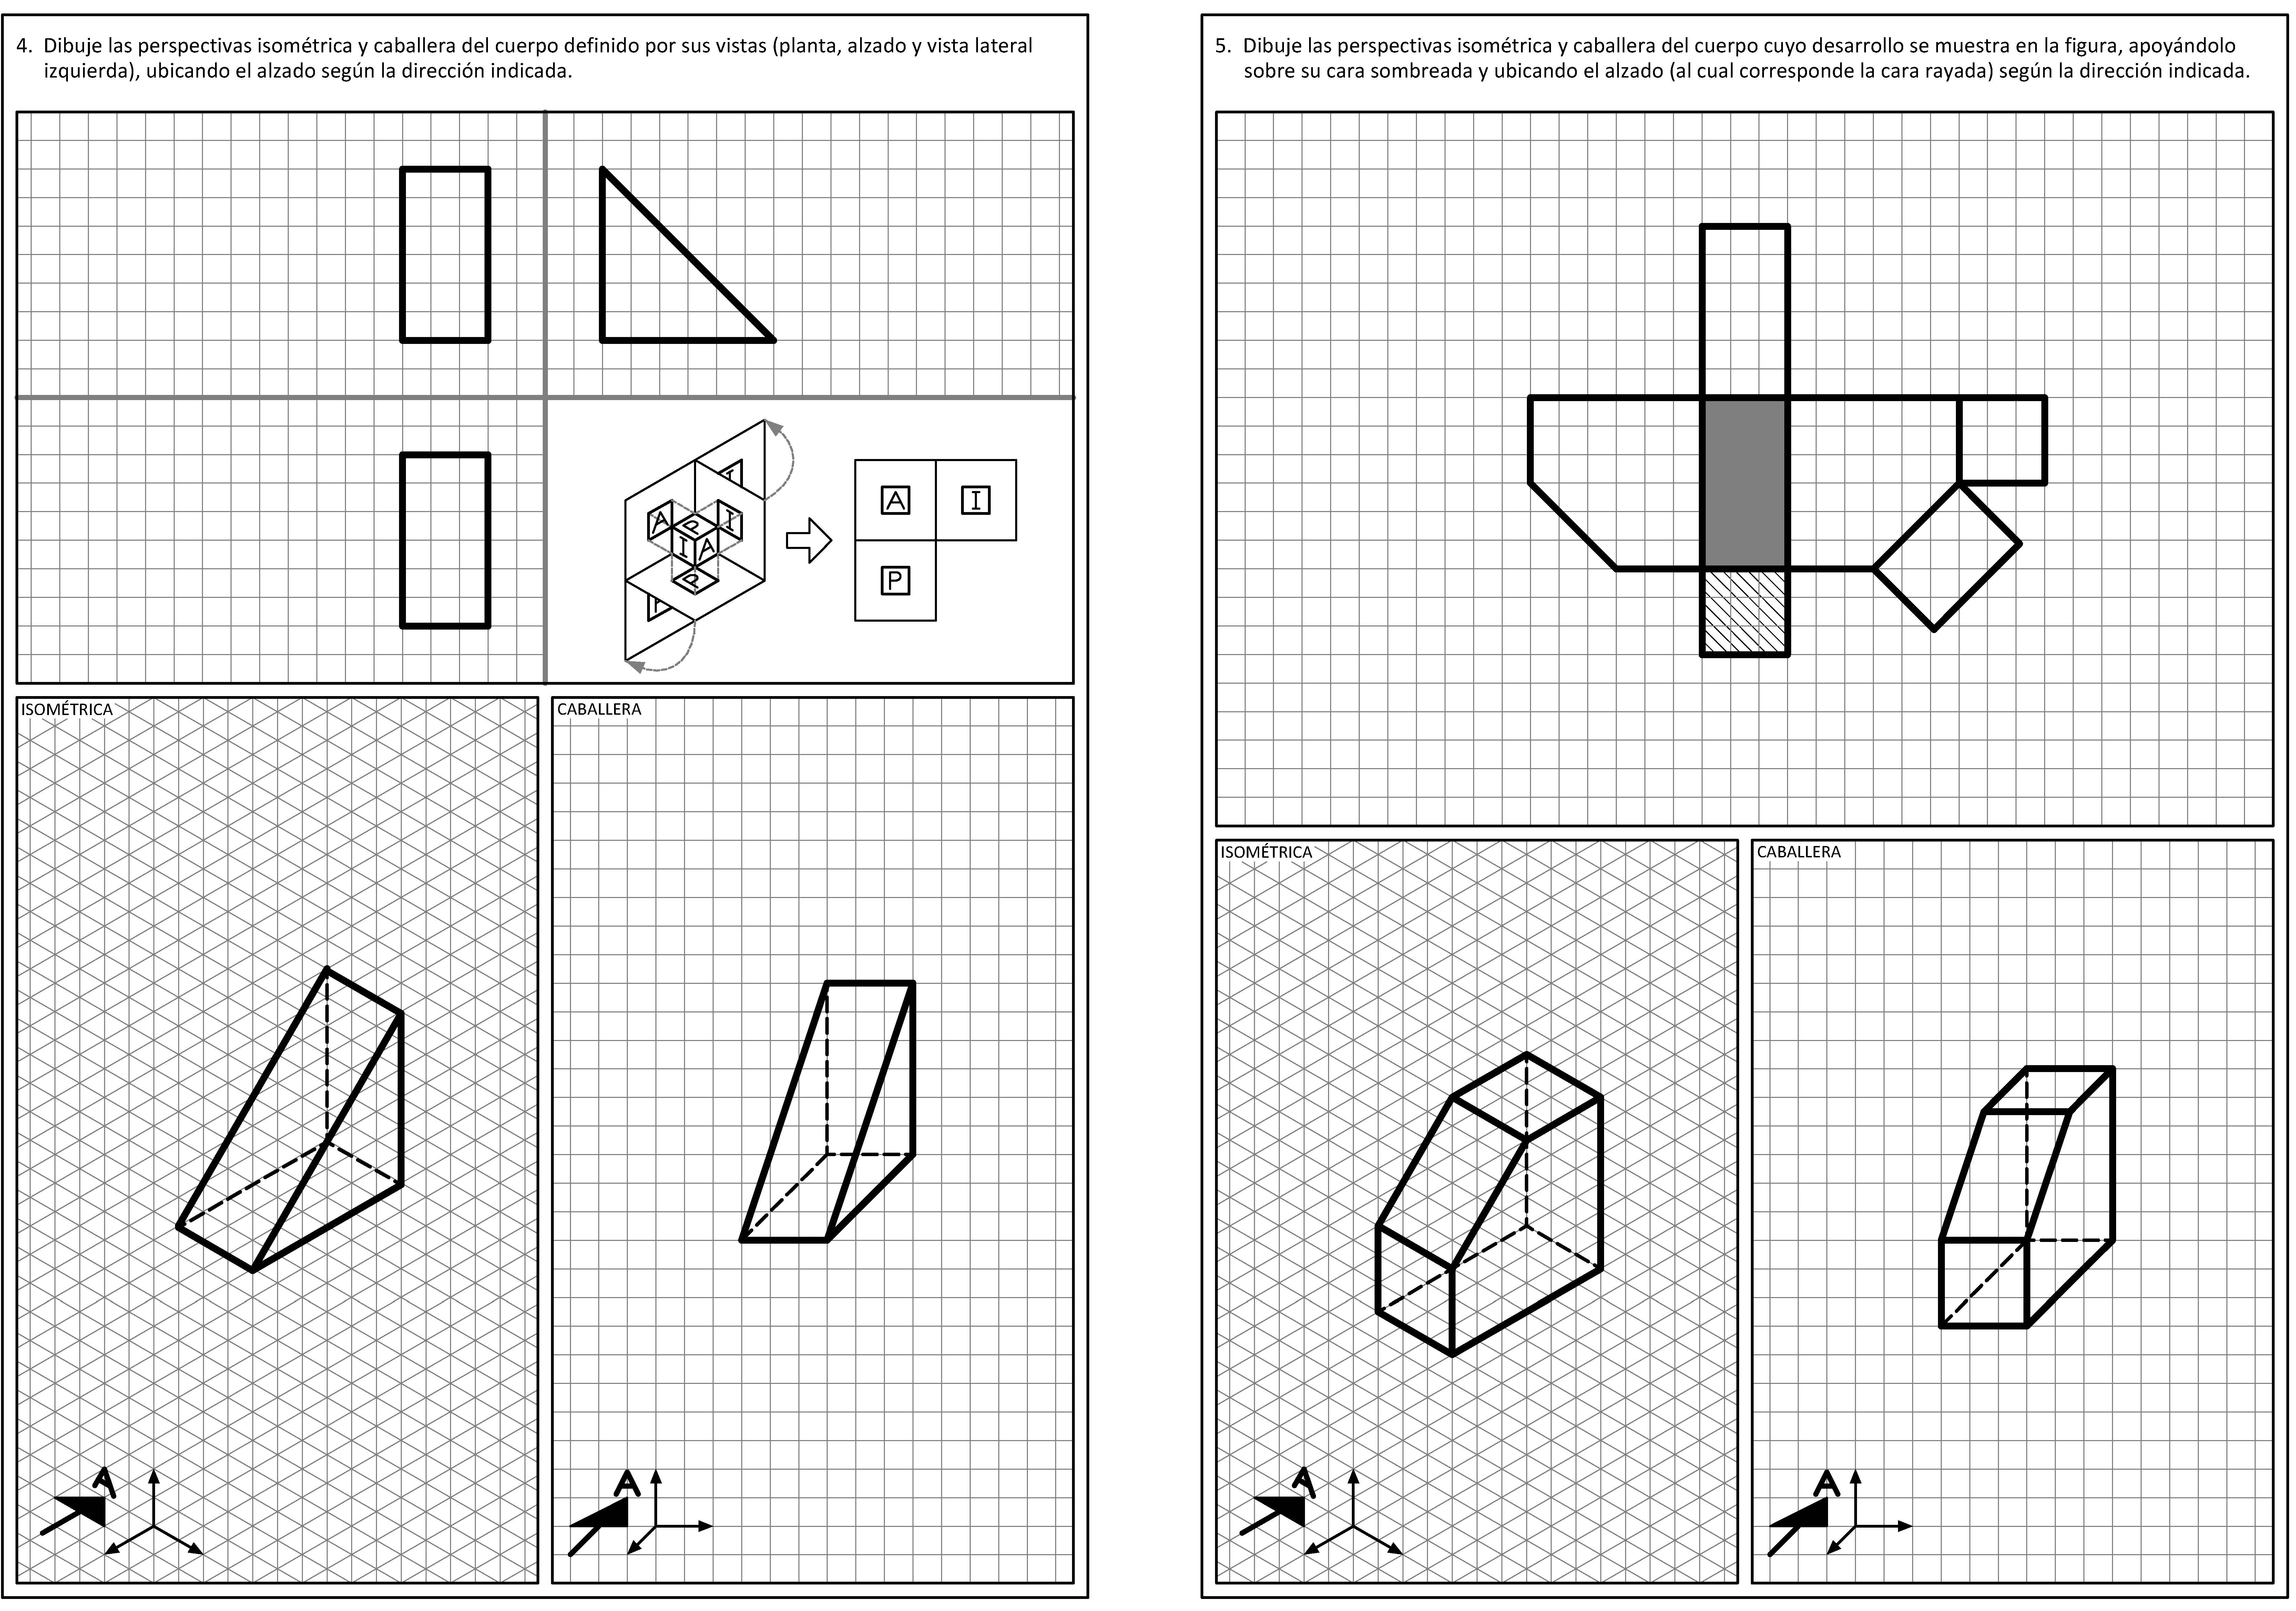 4. Dibuje las perspectivas isométrica y caballera del cuerpo definido por sus vistas (planta, alzado y vista lateral
izquierda), ubicando el alzado según la dirección indicada.
I
A
P
I
I
A
P
P
A
I
P
ISOMÉTRICA
CABALLERA
A
A
5. Dibuje las perspectivas isométrica y caballera del cuerpo cuyo desarrollo se muestra en la figura, apoyándolo
sobre su cara sombreada y ubicando el alzado (al cual corresponde la cara rayada) según la dirección indicada.
ISOMÉTRICA
CABALLERA
A
A